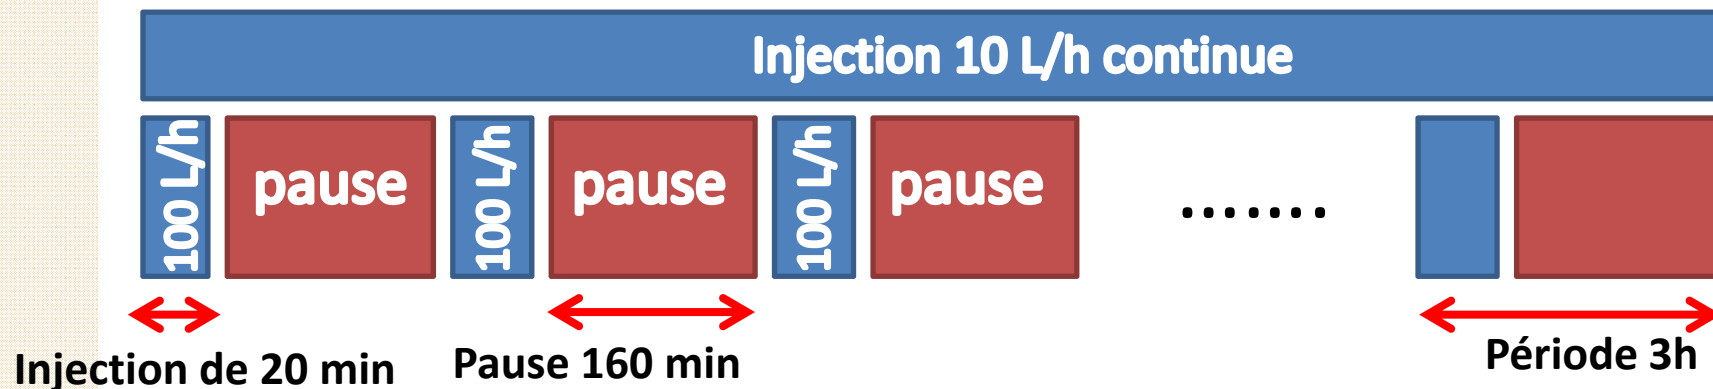 Injection 10 L/h continue
100 L/h
pause
100 L/h
pause
100 L/h
pause
.......
Injection de 20 min
Pause 160 min
Période 3h